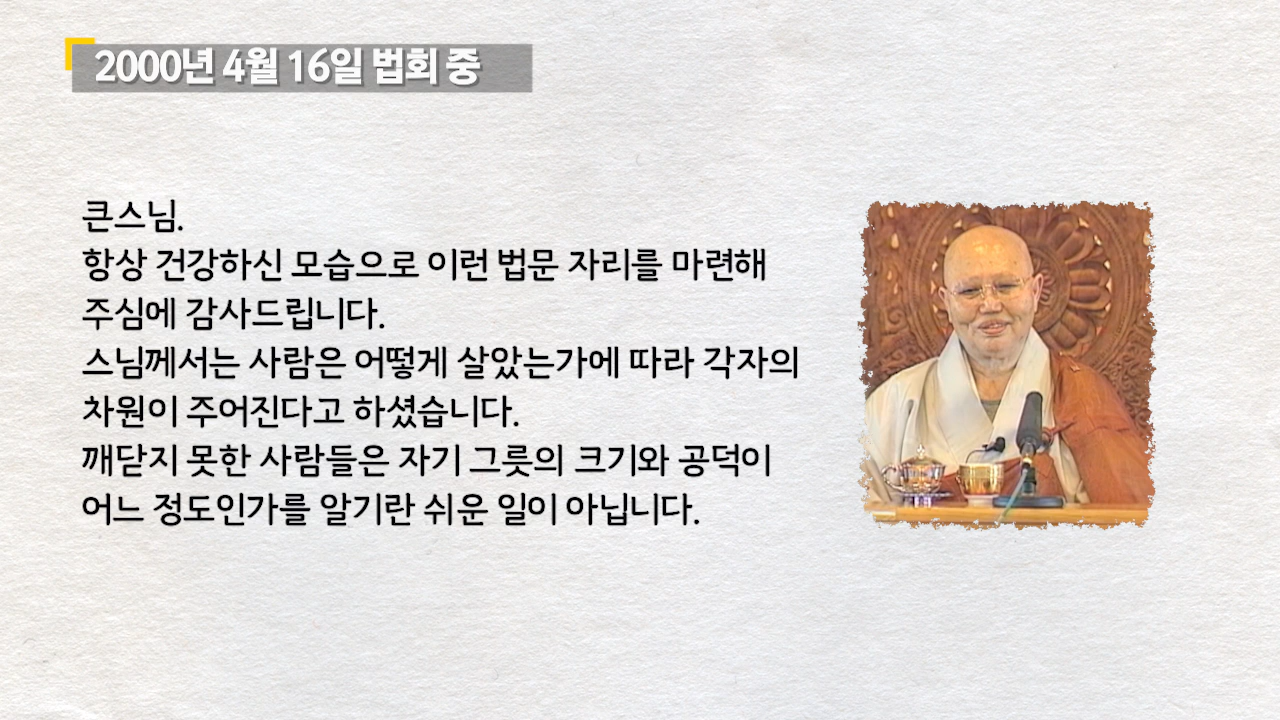 2000년 4월 16일 법회 중
큰스님.
항상 건강하신 모습으로 이런 법문 자리를 마련해
주심에 감사드립니다.
스님께서는 사람은 어떻게 살았는가에 따라 각자의
차원이 주어진다고 하셨습니다.
깨닫지 못한 사람들은 자기 그릇의 크기와 공덕이
어느 정도인가를 알기란 쉬운 일이 아닙니다.